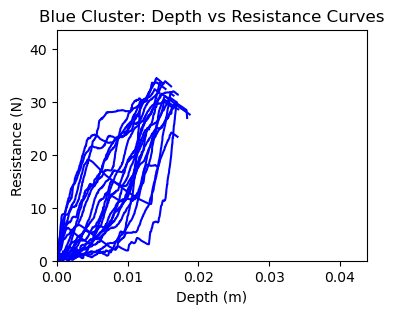 Blue Cluster: Depth vs Resistance Curves
40
30
20
10
0
Resistance (N)
0.00 0.01 0.02 0.03 0.04
Depth (m)